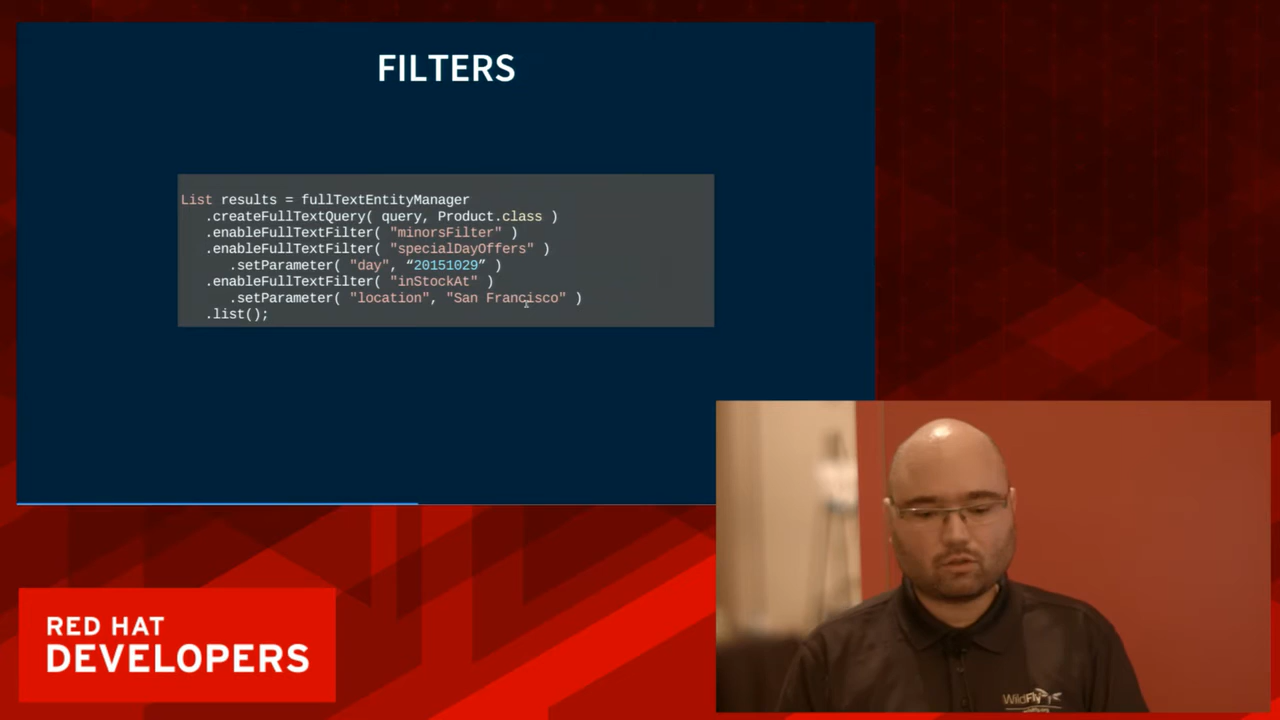 FILTERS
List results = fullTextEntityManager
.createFullTextQuery( query, Product.class )
.enableFullTextFilter( "minorsFilter" )
.enableFullTextFilter( "specialDayOffers" )
.setParameter( "day", “20151029” )
.enableFullTextFilter( "inStockAt" )
.setParameter( "location", "San Francisco" )
.list();
RED HAT
DEVELOPERS
WildFly